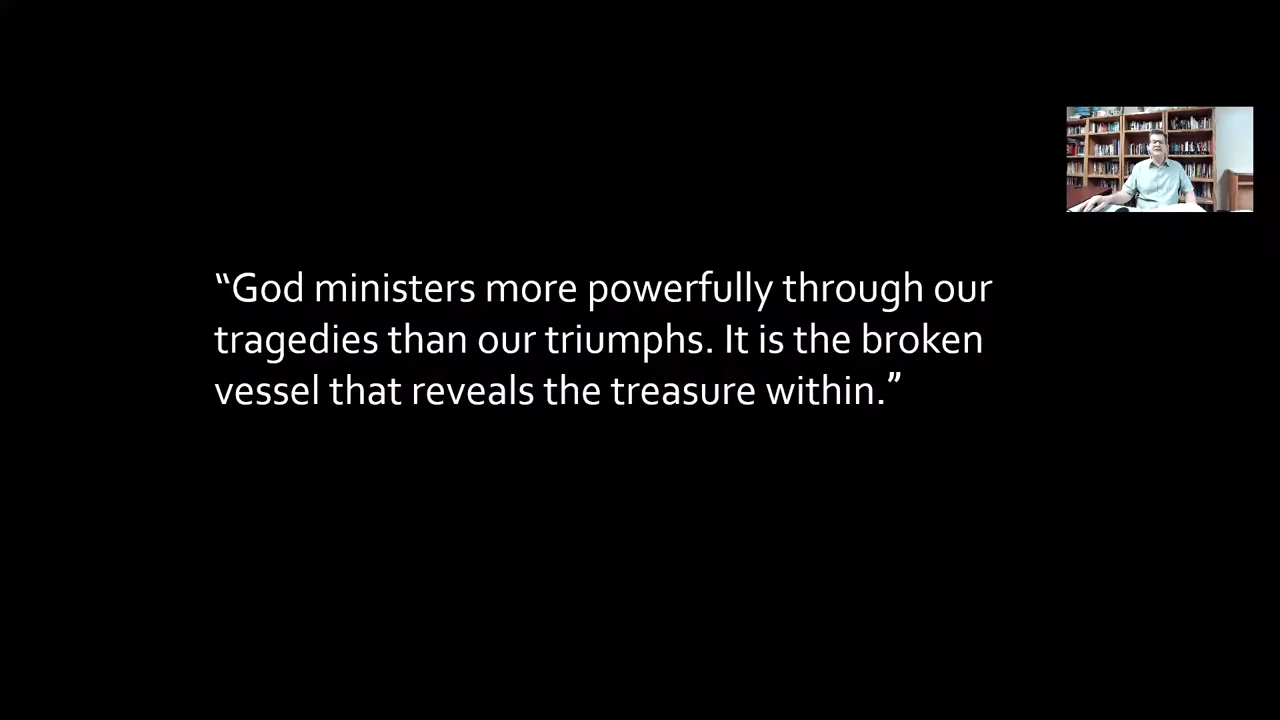 “God ministers more powerfully through our
tragedies than our triumphs. It is the broken
vessel that reveals the treasure within.”